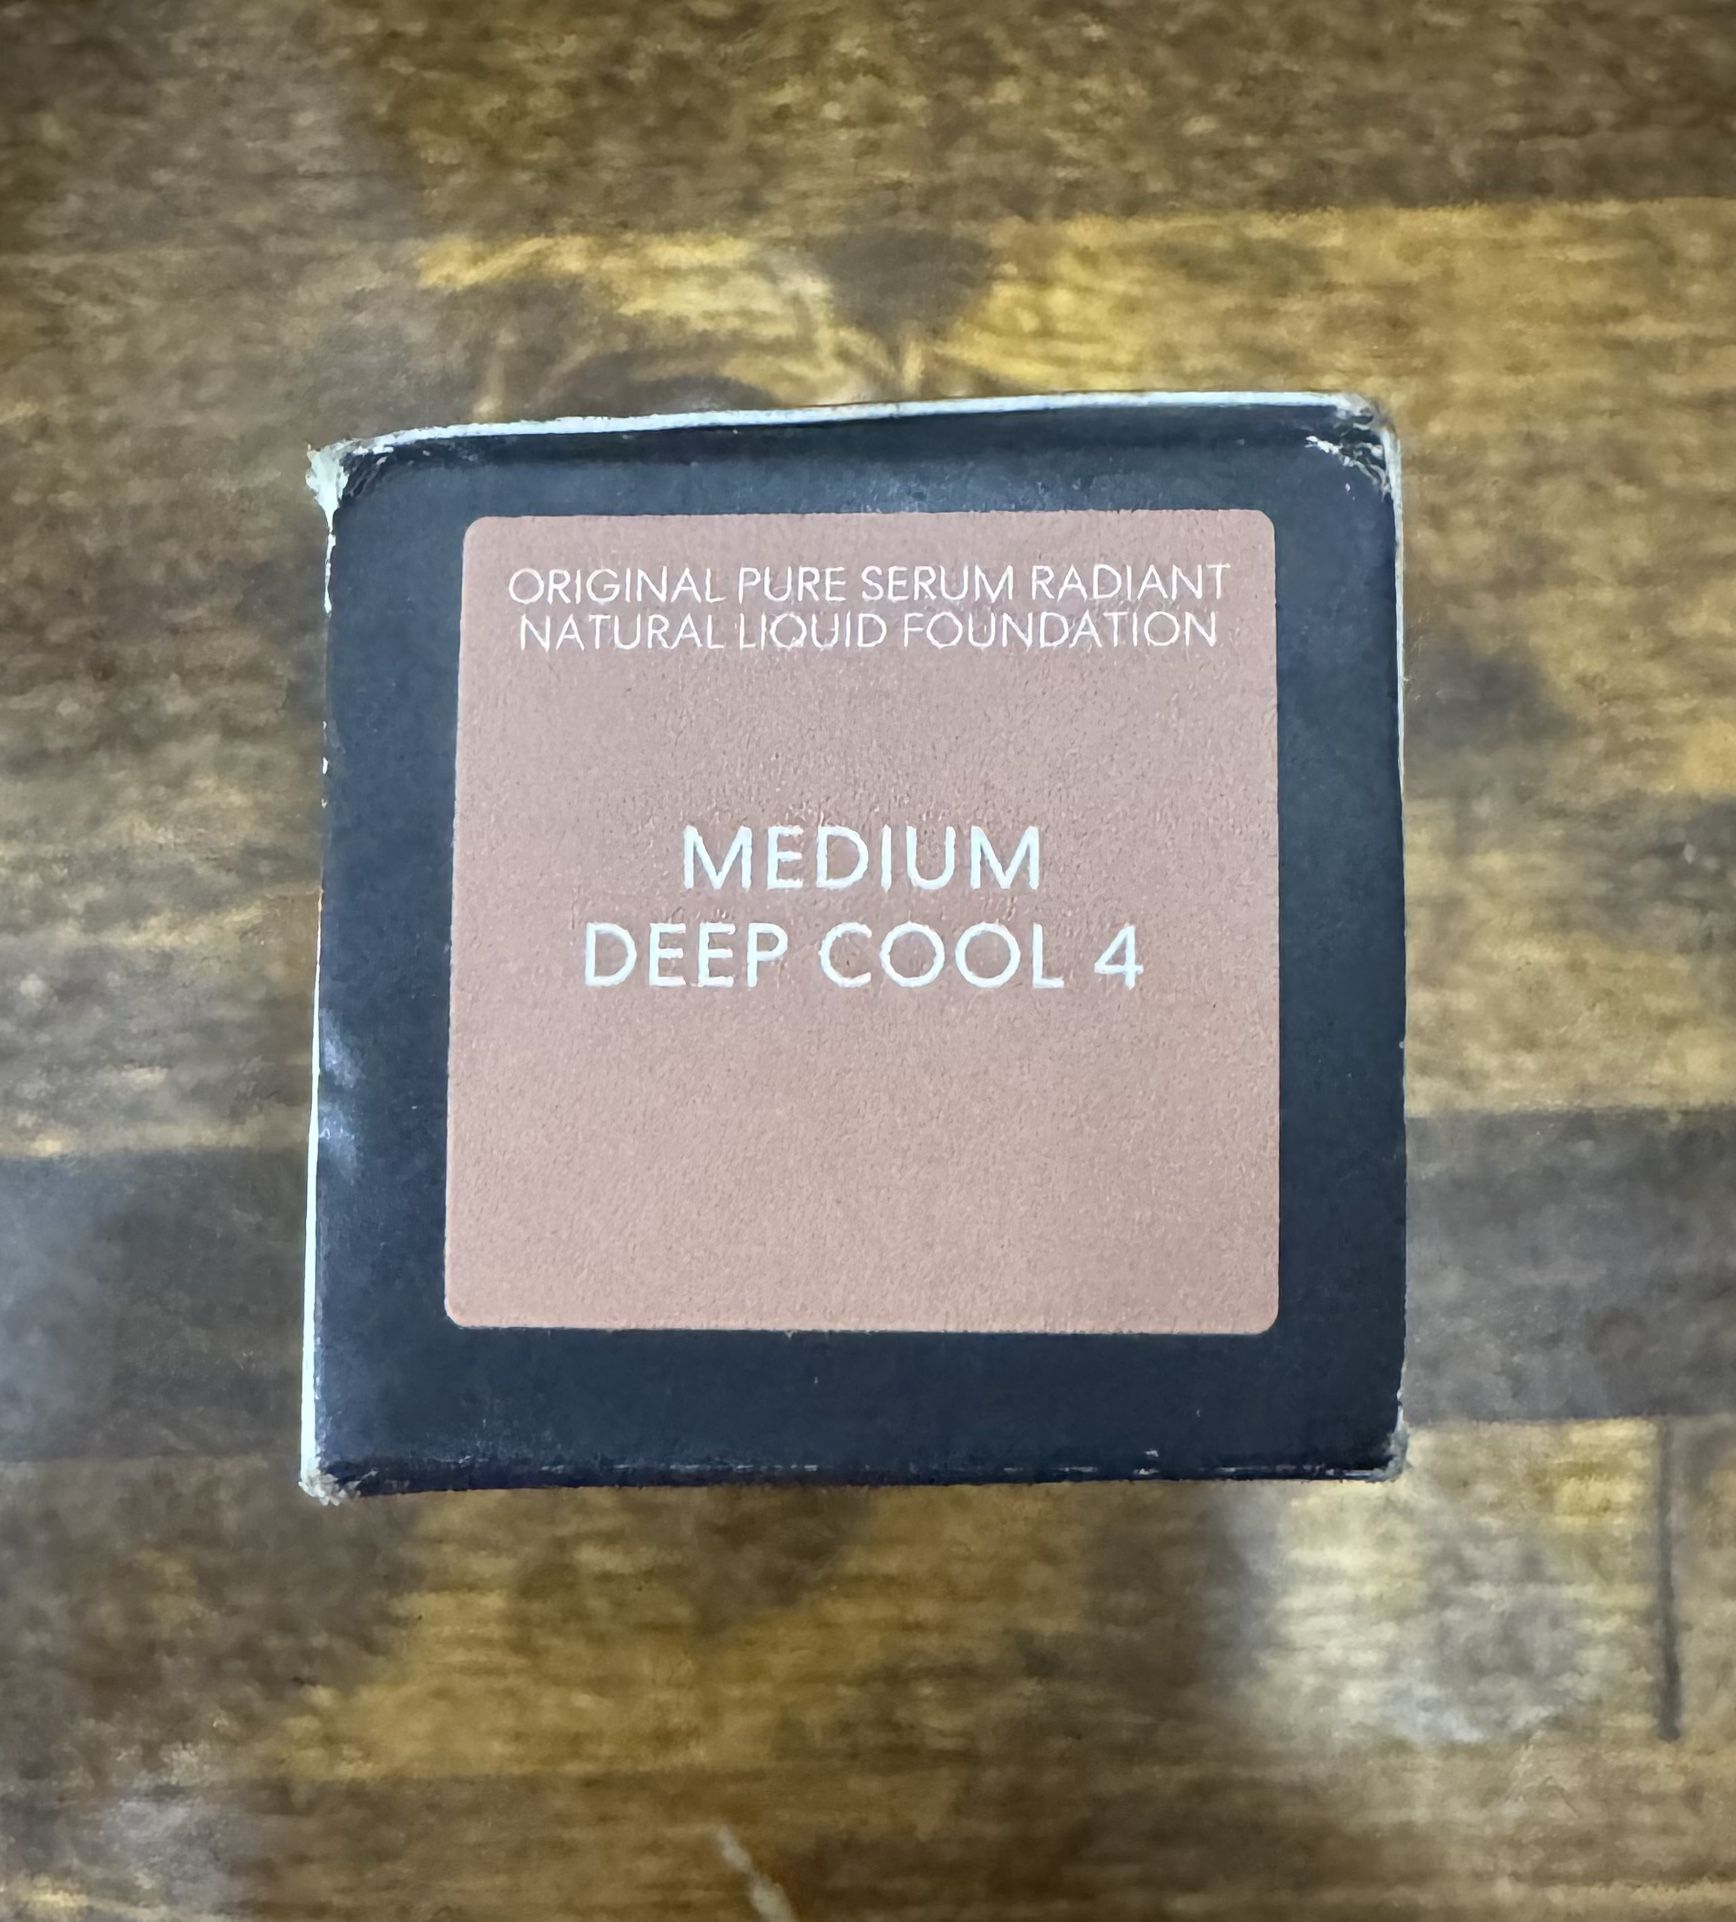 ORIGINAL PURE SERUM RADIANT
NATURAL LIQUID FOUNDATION
MEDIUM
DEEP COOL 4